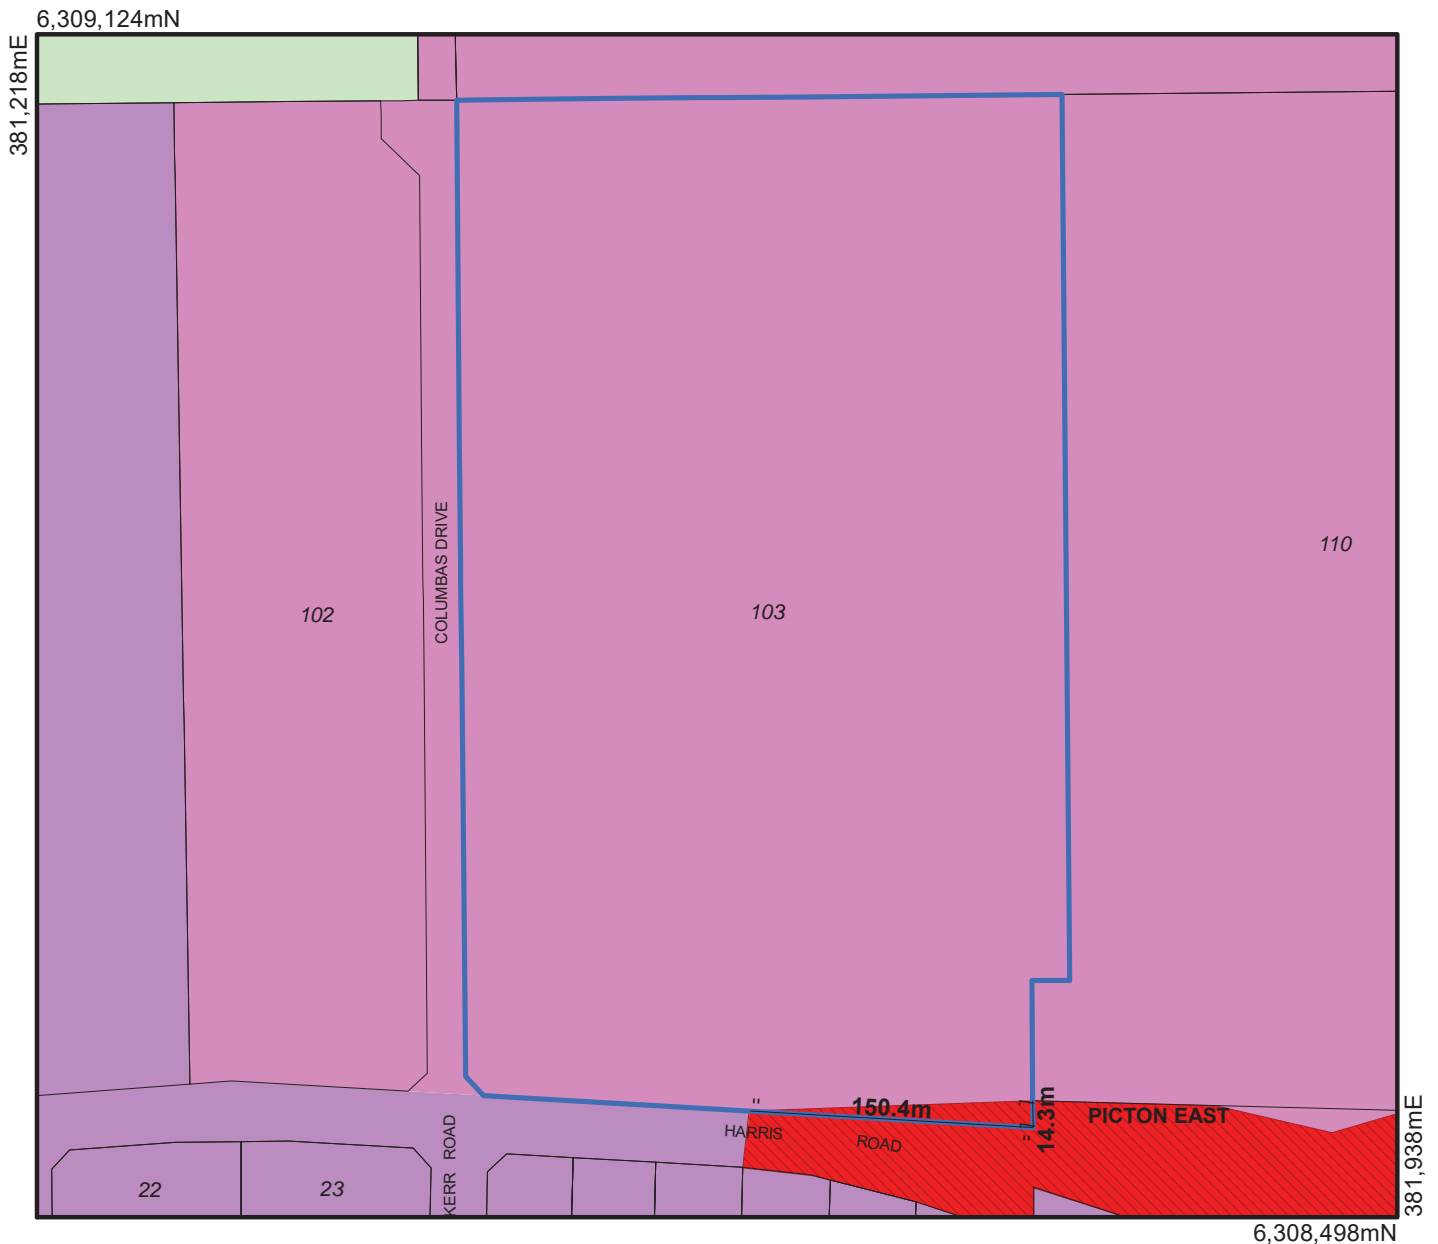 6,309,124mN
381,218mE
110
102
103
COLUMBAS DRIVE
150.4m
14.3m
PICTON EAST
HARRIS
ROAD
KERR ROAD
22
23
381,938mE
6,308,498mN